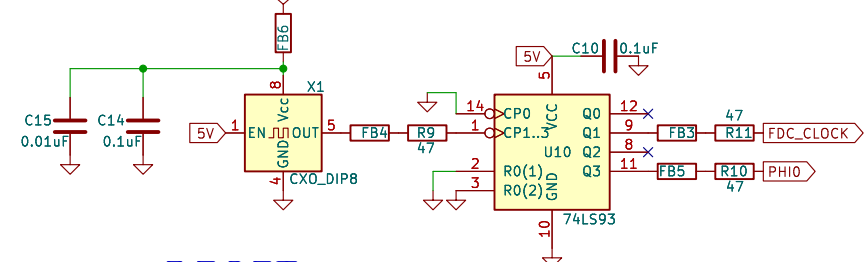 FB6
5V
C10
0.1uF
8
X1
5
C15
C14
Vcc
14
CP0
VCC
Q0
12
47
5V
1
EN
OUT
5
FB4
R9
1
CP1..3
Q1
9
FB3
R11
FDC_CLOCK
0.01uF
0.1uF
GND
47
U10
Q2
8
2
R0(1)
Q3
11
FB5
R10
PHI0
4
CXO_DIP8
3
R0(2)
GND
47
10
74LS93